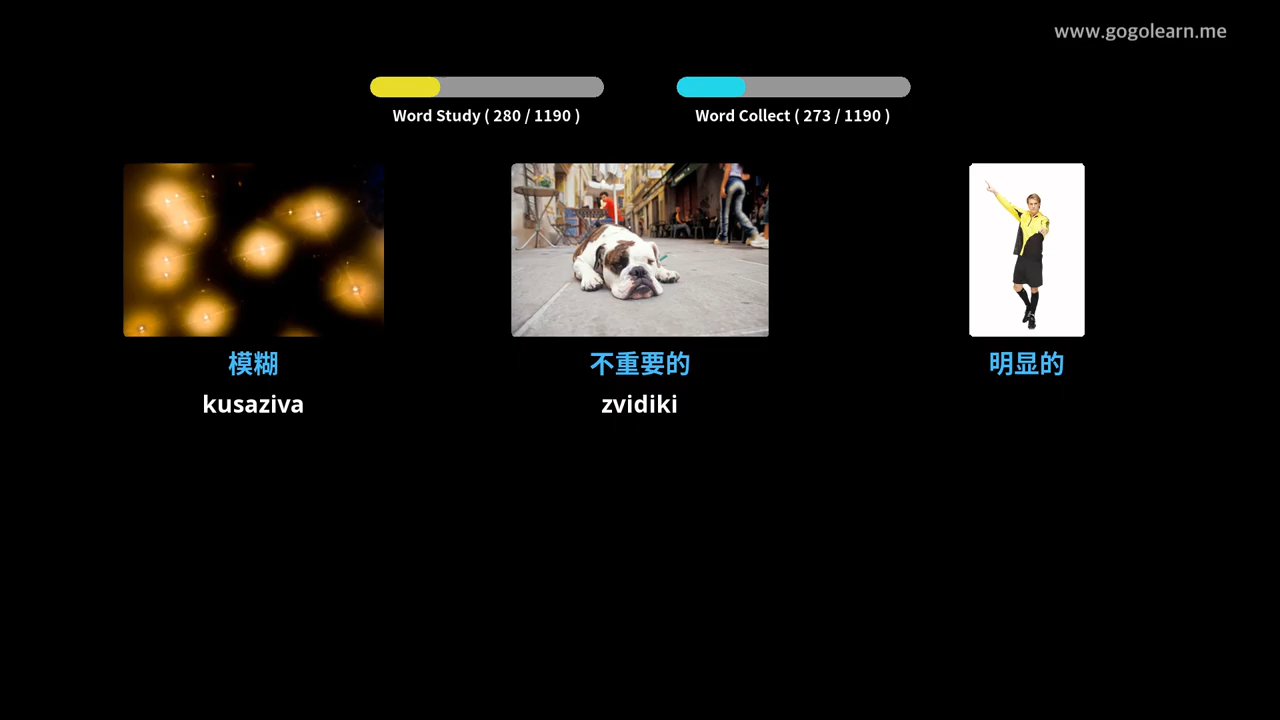 www.gogolearn.me
Word Study ( 280 / 1190 )
Word Collect ( 273 / 1190 )
模糊
不重要的
明显的
kusaziva
zvidiki